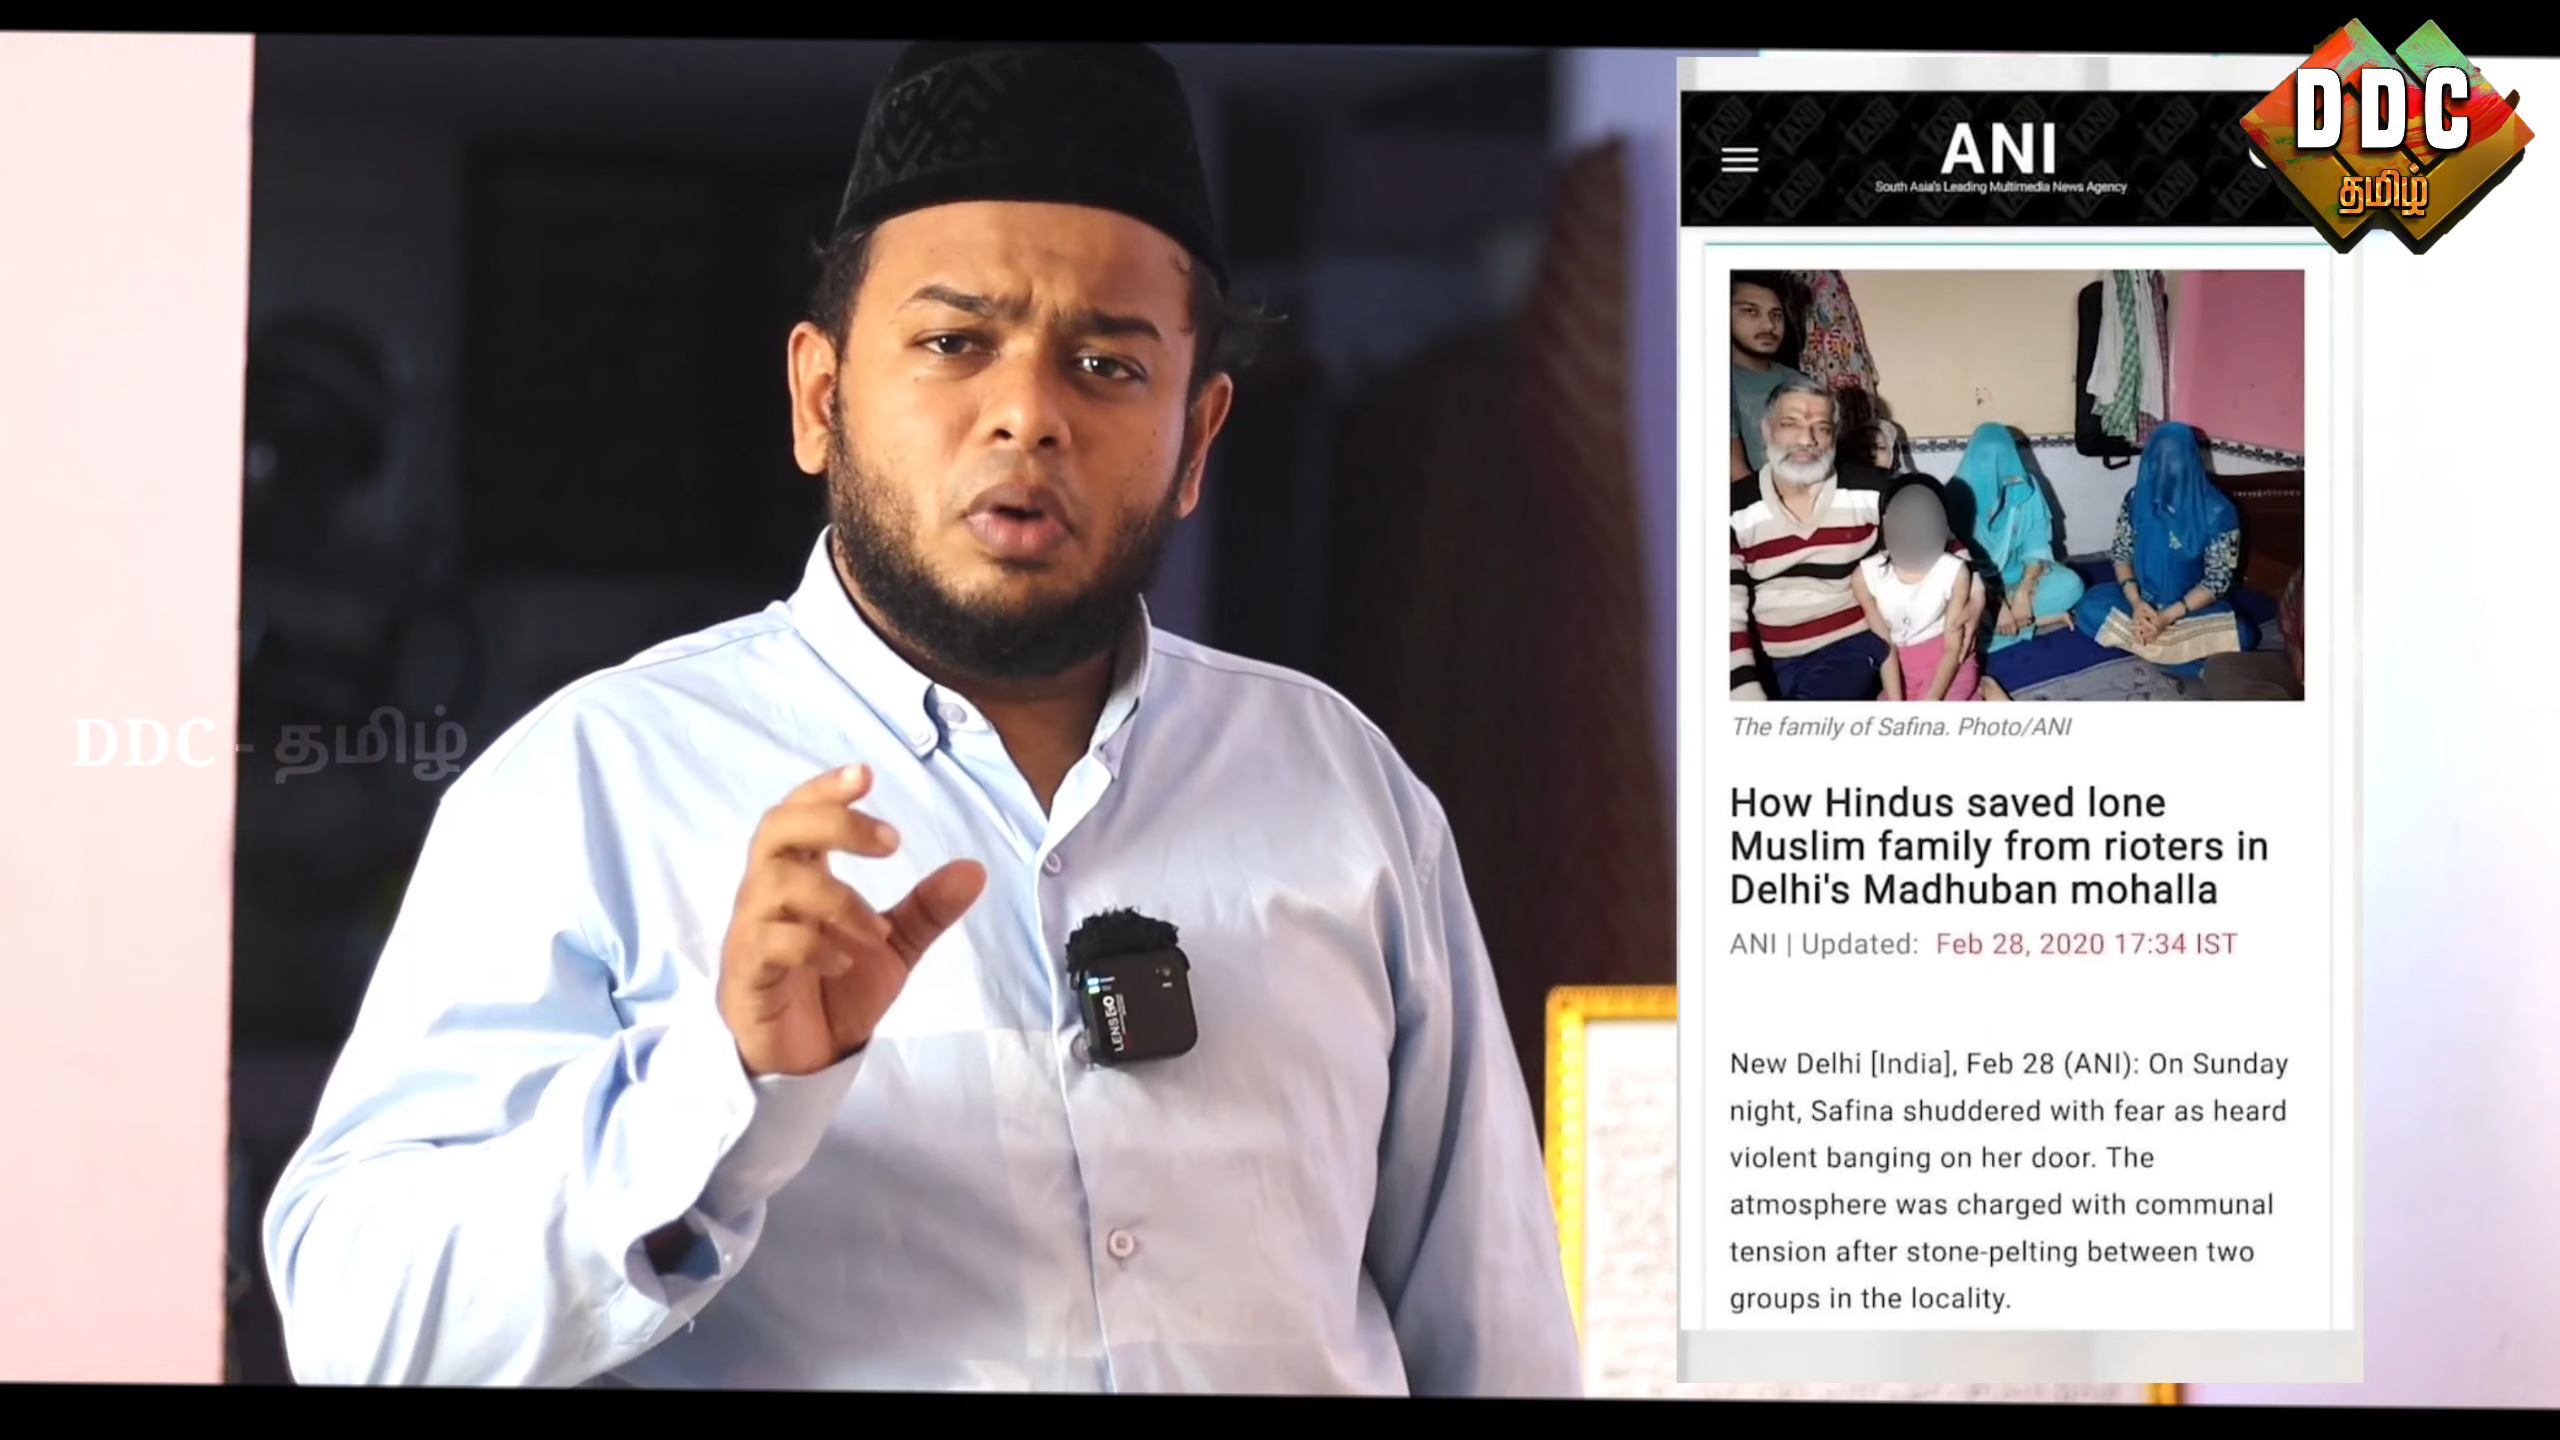 DDC
தமிழ்
ANI
South Asia's Leading Multimedia News Agency
The family of Safina. Photo/ANI
How Hindus saved lone
Muslim family from rioters in
Delhi's Madhuban mohalla
ANI | Updated: Feb 28, 2020 17:34 IST
New Delhi [India], Feb 28 (ANI): On Sunday
night, Safina shuddered with fear as heard
violent banging on her door. The
atmosphere was charged with communal
tension after stone-pelting between two
groups in the locality.
DDC - தமிழ்
LENSGO